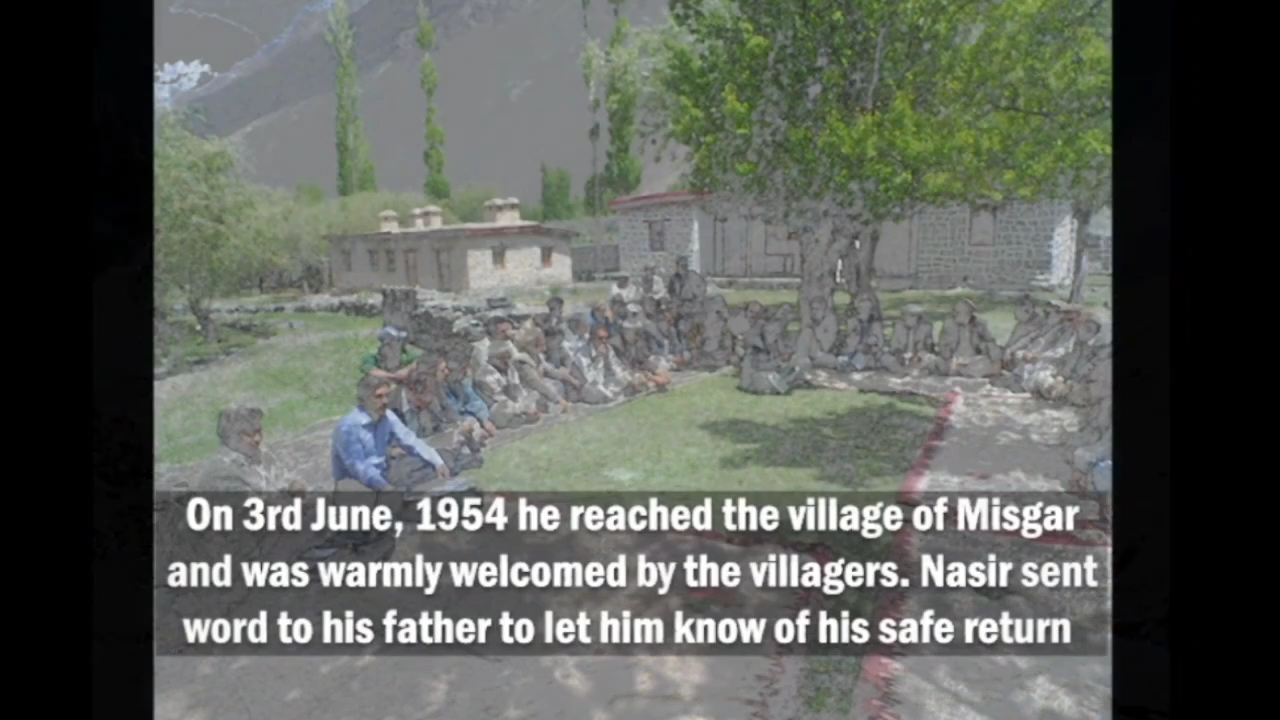 On 3rd June, 1954 he reached the village of Misgar
and was warmly welcomed by the villagers. Nasir sent
word to his father to let him know of his safe return